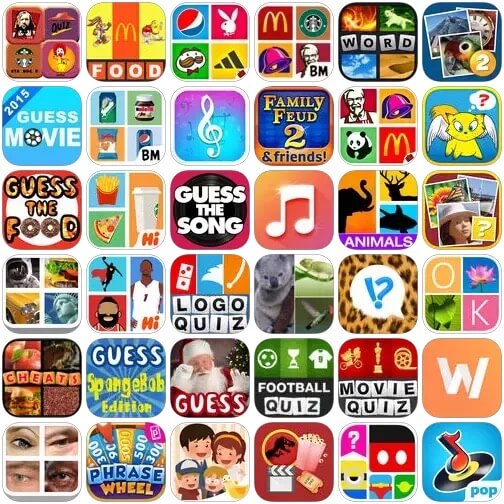 QUIZ
FOOD
BM
WORD
2
2015
GUESS
MOVIE
BM
FAMILY
FEUD
2
& friends!
?
GUESS
THE
FOOD
Hi
GUESS
THE
SONG
ANIMALS
?
Hi
LOGO
QUIZ
!?
O
K
CHEATS
GUESS
SpongeBob
Edition
GUESS
FOOTBALL
QUIZ
MOVIE
QUIZ
W
PHRASE
WHEEL
?
pop